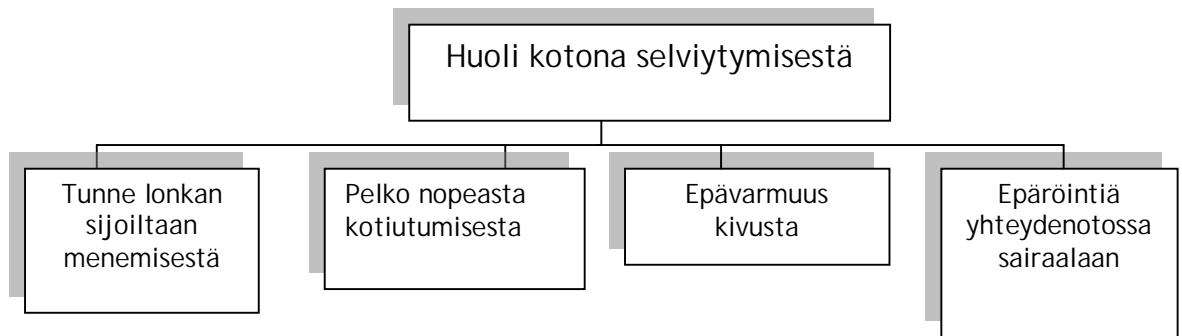 Huoli kotona selviytymisestä
Tunne lonkan
sijoiltaan
menemisestä
Pelko nopeasta
kotiutumisesta
Epävarmuus
kivusta
Epäröintiä
yhteydenotossa
sairaalaan